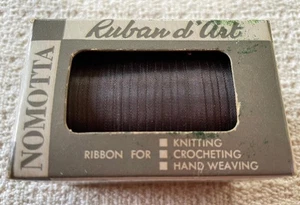 Ruban d'Art
NOMOTTA
KNITTING
RIBBON FOR CROCHETING
HAND WEAVING